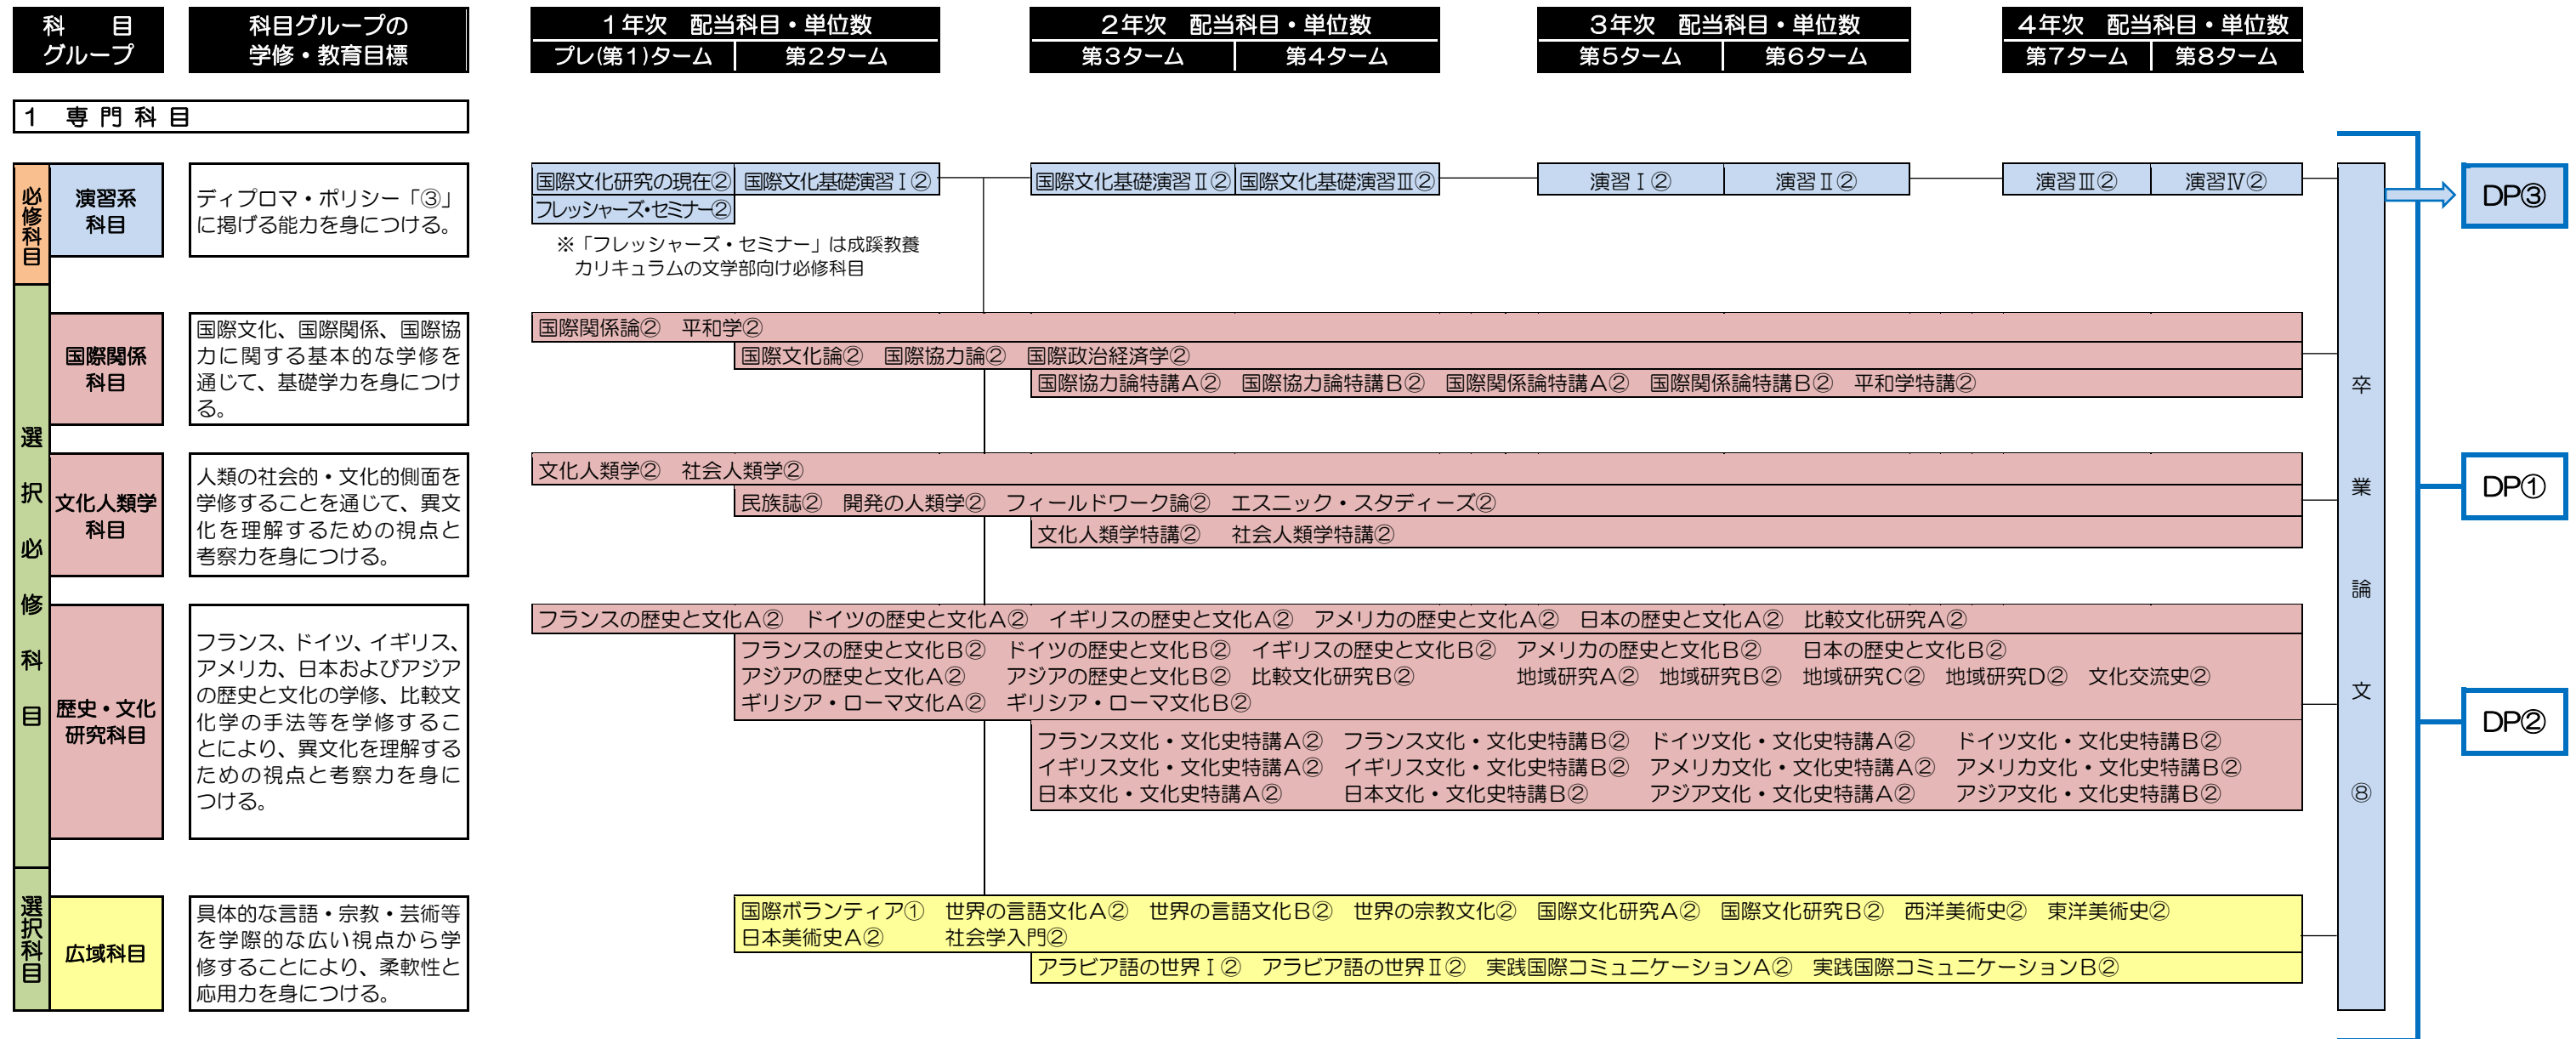 科　　目
グループ
科目グループの
学修・教育目標
１年次　配当科目・単位数
プレ(第１)ターム　第２ターム
２年次　配当科目・単位数
第３ターム　第４ターム
３年次　配当科目・単位数
第５ターム　第６ターム
４年次　配当科目・単位数
第７ターム　第８ターム
１　専 門 科 目
必修科目
演習系
科目
ディプロマ・ポリシー「③」
に掲げる能力を身につける。
国際文化研究の現在②　国際文化基礎演習Ⅰ②　国際文化基礎演習Ⅱ②　国際文化基礎演習Ⅲ②　演習Ⅰ②　演習Ⅱ②　演習Ⅲ②　演習Ⅳ②
フレッシャーズ・セミナー②
※「フレッシャーズ・セミナー」は成蹊教養
カリキュラムの文学部向け必修科目
DP③
選択必修科目
国際関係
科目
国際文化、国際関係、国際協
力に関する基本的な学修を
通じて、基礎学力を身につけ
る。
国際関係論②　平和学②
国際文化論②　国際協力論②　国際政治経済学②
国際協力論特講Ａ②　国際協力論特講Ｂ②　国際関係論特講Ａ②　国際関係論特講Ｂ②　平和学特講②
文化人類学
科目
人類の社会的・文化的側面を
学修することを通じて、異文
化を理解するための視点と
考察力を身につける。
文化人類学②　社会人類学②
民族誌②　開発の人類学②　フィールドワーク論②　エスニック・スタディーズ②
文化人類学特講②　社会人類学特講②
DP①
歴史・文化
研究科目
フランス、ドイツ、イギリス、
アメリカ、日本およびアジア
の歴史と文化の学修、比較文
化学の手法等を学修するこ
とにより、異文化を理解する
ための視点と考察力を身に
つける。
フランスの歴史と文化Ａ②　ドイツの歴史と文化Ａ②　イギリスの歴史と文化Ａ②　アメリカの歴史と文化Ａ②　日本の歴史と文化Ａ②　比較文化研究Ａ②
フランスの歴史と文化Ｂ②　ドイツの歴史と文化Ｂ②　イギリスの歴史と文化Ｂ②　アメリカの歴史と文化Ｂ②　日本の歴史と文化Ｂ②
アジアの歴史と文化Ａ②　アジアの歴史と文化Ｂ②　比較文化研究Ｂ②　地域研究Ａ②　地域研究Ｂ②　地域研究Ｃ②　地域研究Ｄ②　文化交流史②
ギリシア・ローマ文化Ａ②　ギリシア・ローマ文化Ｂ②
フランス文化・文化史特講Ａ②　フランス文化・文化史特講Ｂ②　ドイツ文化・文化史特講Ａ②　ドイツ文化・文化史特講Ｂ②
イギリス文化・文化史特講Ａ②　イギリス文化・文化史特講Ｂ②　アメリカ文化・文化史特講Ａ②　アメリカ文化・文化史特講Ｂ②
日本文化・文化史特講Ａ②　日本文化・文化史特講Ｂ②　アジア文化・文化史特講Ａ②　アジア文化・文化史特講Ｂ②
DP②
選択科目
広域科目
具体的な言語・宗教・芸術等
を学際的な広い視点から学
修することにより、柔軟性と
応用力を身につける。
国際ボランティア①　世界の言語文化Ａ②　世界の言語文化Ｂ②　世界の宗教文化②　国際文化研究Ａ②　国際文化研究Ｂ②　西洋美術史②　東洋美術史②
日本美術史Ａ②　社会学入門②
アラビア語の世界Ⅰ②　アラビア語の世界Ⅱ②　実践国際コミュニケーションＡ②　実践国際コミュニケーションＢ②
卒業論文⑧